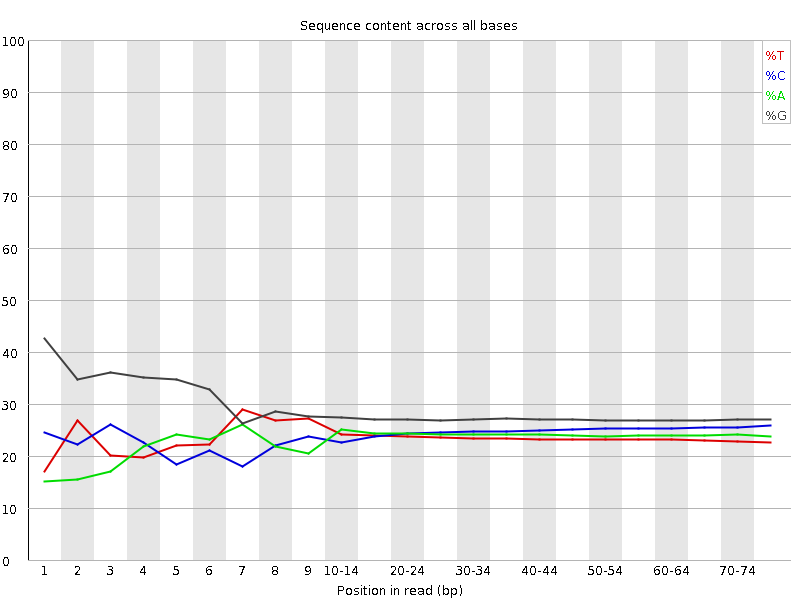 Sequence content across all bases
100
90
80
70
60
50
40
30
20
10
0
%T
%C
%A
%G
1 2 3 4 5 6 7 8 9 10-14 20-24 30-34 40-44 50-54 60-64 70-74
Position in read (bp)